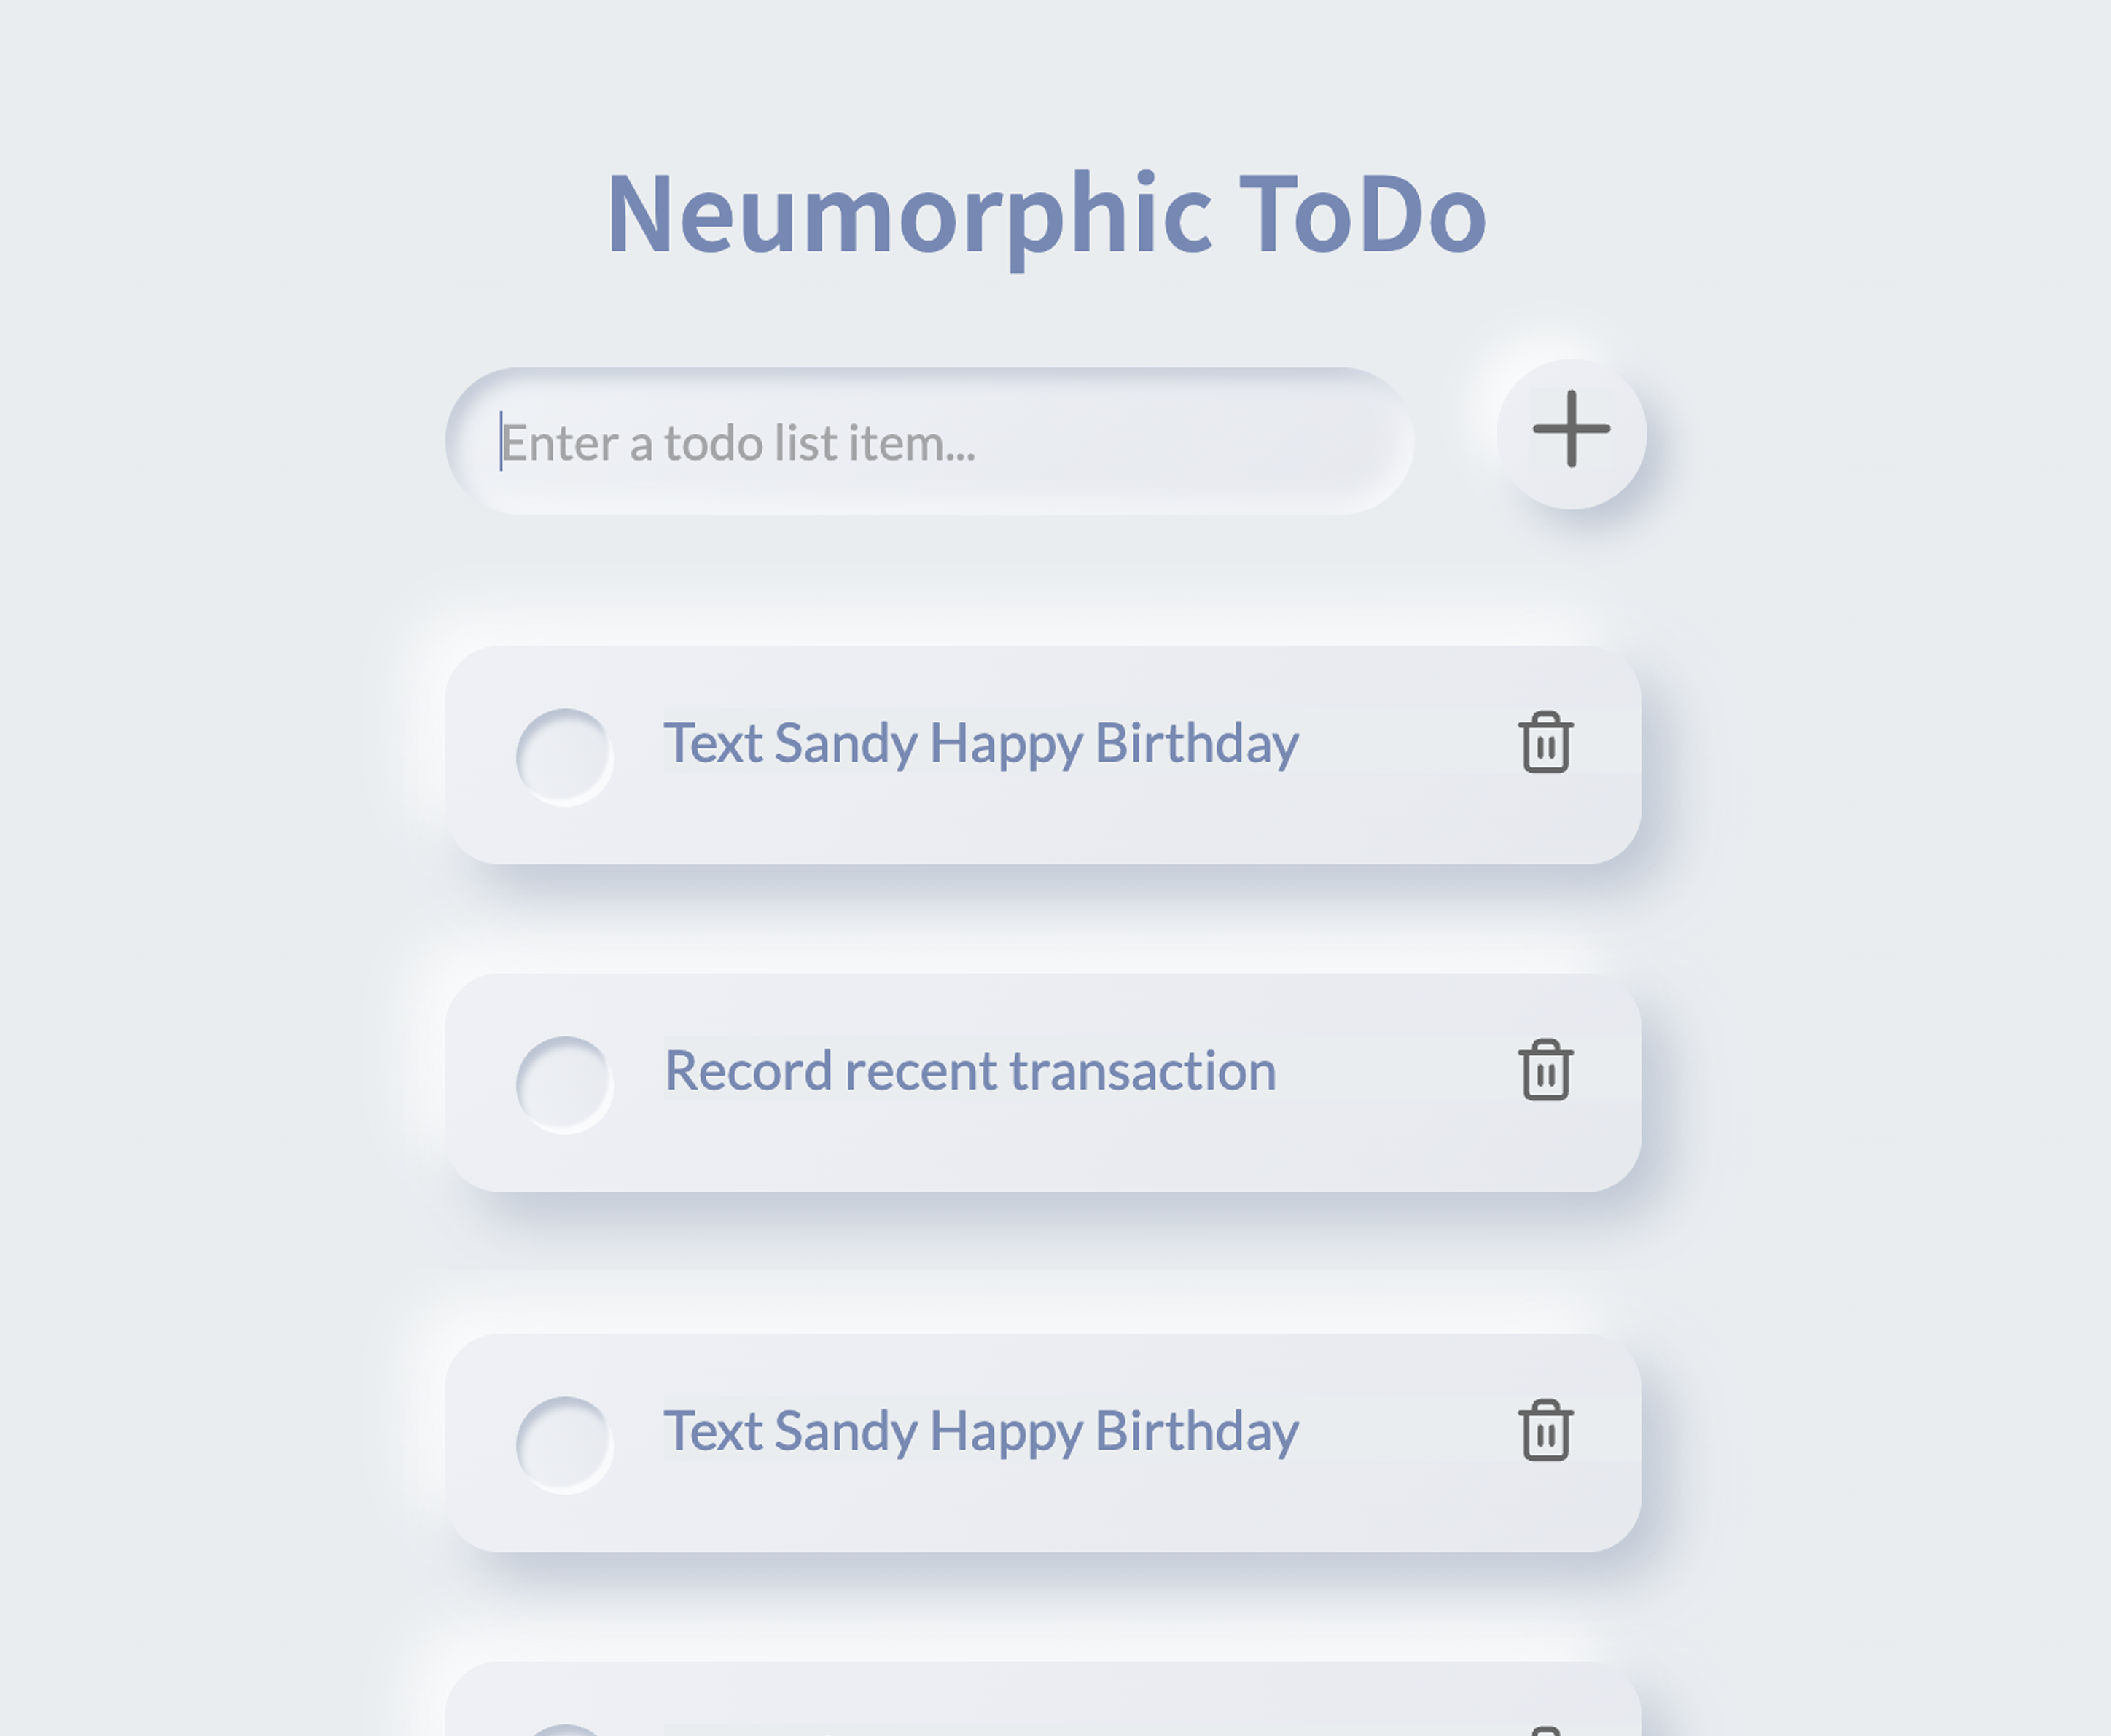 Neumorphic ToDo
Enter a todo list item...
Text Sandy Happy Birthday
Record recent transaction
Text Sandy Happy Birthday